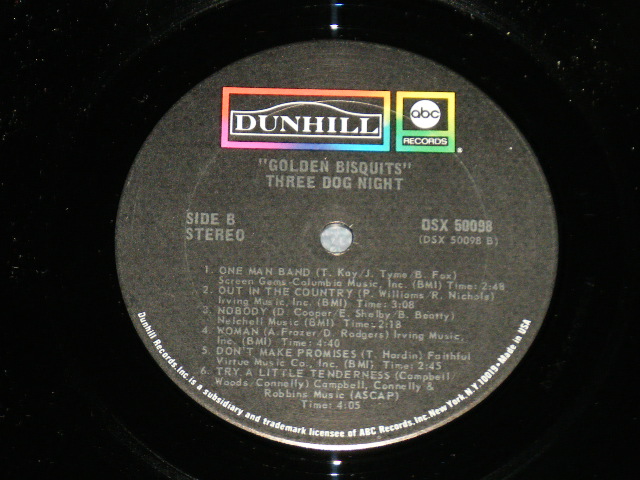 DUNHILL
abc
RECORDS
®
"GOLDEN BISQUITS"
THREE DOG NIGHT
SIDE B
STEREO
DSX 50098
(DSX 50098 B)
1. ONE MAN BAND (T. Kay/J. Tyme/B. Fox)
Screen Gems-Columbia Music, Inc. (BMI) Time: 2:48
2. OUT IN THE COUNTRY (P. Williams/R. Nichols)
Irving Music, Inc. (BMI) Time: 3:08
3. NOBODY (D. Cooper/E. Shelby/B. Beatty)
Nefchell Music (BMI) Time: 2:18
4. WOMAN (A. Frazer/D. Rodgers) Irving Music,
Inc. (BMI) Time: 4:40
5. DON'T MAKE PROMISES (T. Hardin) Faithful
Virtue Music Co., Inc. (BMI) Time: 2:45
6. TRY A LITTLE TENDERNESS (Campbell/
Woods/Connelly) Campbell, Connelly &
Robbins Music (ASCAP)
Time: 4:05
Dunhill Records, Inc. is a subsidiary and trademark licensee of ABC Records, Inc. New York, N.Y. 10019 • Made in USA